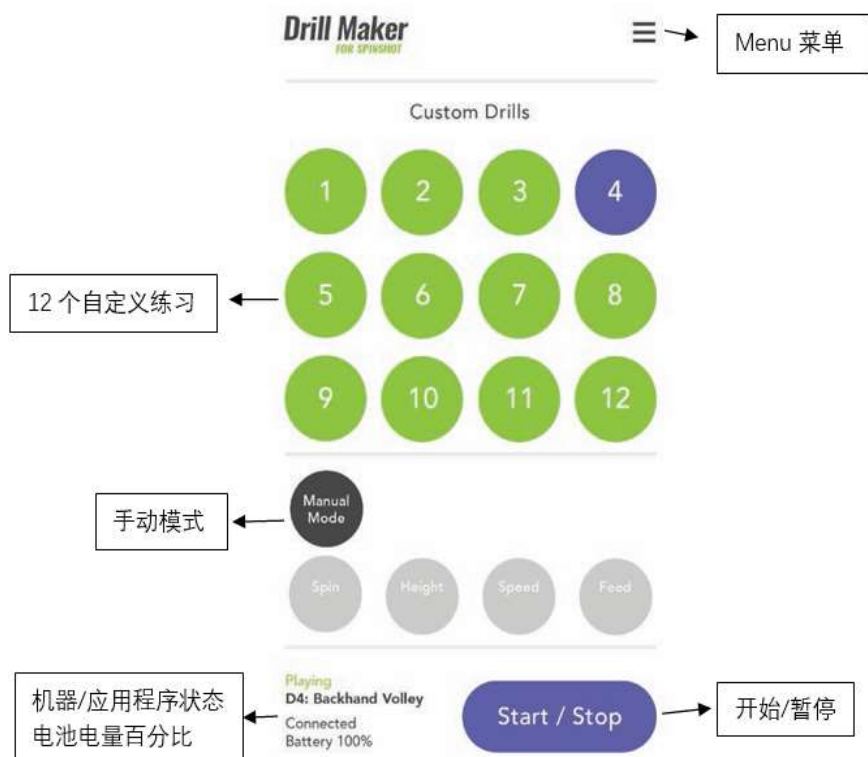 Drill Maker
FOR SPINSHOT
Menu 菜单
Custom Drills
1 2 3 4
12 个自定义练习
5 6 7 8
9 10 11 12
手动模式
Manual
Mode
Spin Height Speed Feed
机器/应用程序状态
电池电量百分比
Playing
D4: Backhand Volley
Connected
Battery 100%
Start / Stop
开始/暂停